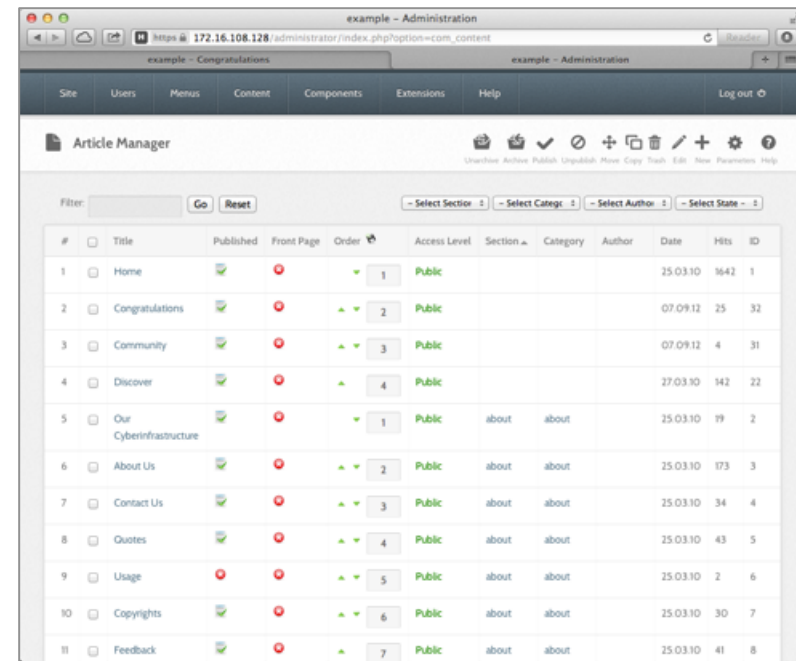 example - Administration
https 172.16.108.128/administrator/index.php?option=com_content
Reader
example - Congratulations
example - Administration
Site Users Menus Content Components Extensions Help Log out
Article Manager
Unarchive Archive Publish Unpublish Move Copy Trash Edit New Parameters Help
Filter: Go Reset - Select Section - Select Catego - Select Author - Select State -
# Title Published Front Page Order Access Level Section Category Author Date Hits ID
1 Home 1 Public 25.03.10 1642 1
2 Congratulations 2 Public 07.09.12 25 32
3 Community 3 Public 07.09.12 4 31
4 Discover 4 Public 27.03.10 142 22
5 Our 1 Public about about 25.03.10 19 2
Cyberinfrastructure
6 About Us 2 Public about about 25.03.10 173 3
7 Contact Us 3 Public about about 25.03.10 34 4
8 Quotes 4 Public about about 25.03.10 43 5
9 Usage 5 Public about about 25.03.10 2 6
10 Copyrights 6 Public about about 25.03.10 30 7
11 Feedback 7 Public about about 25.03.10 41 8